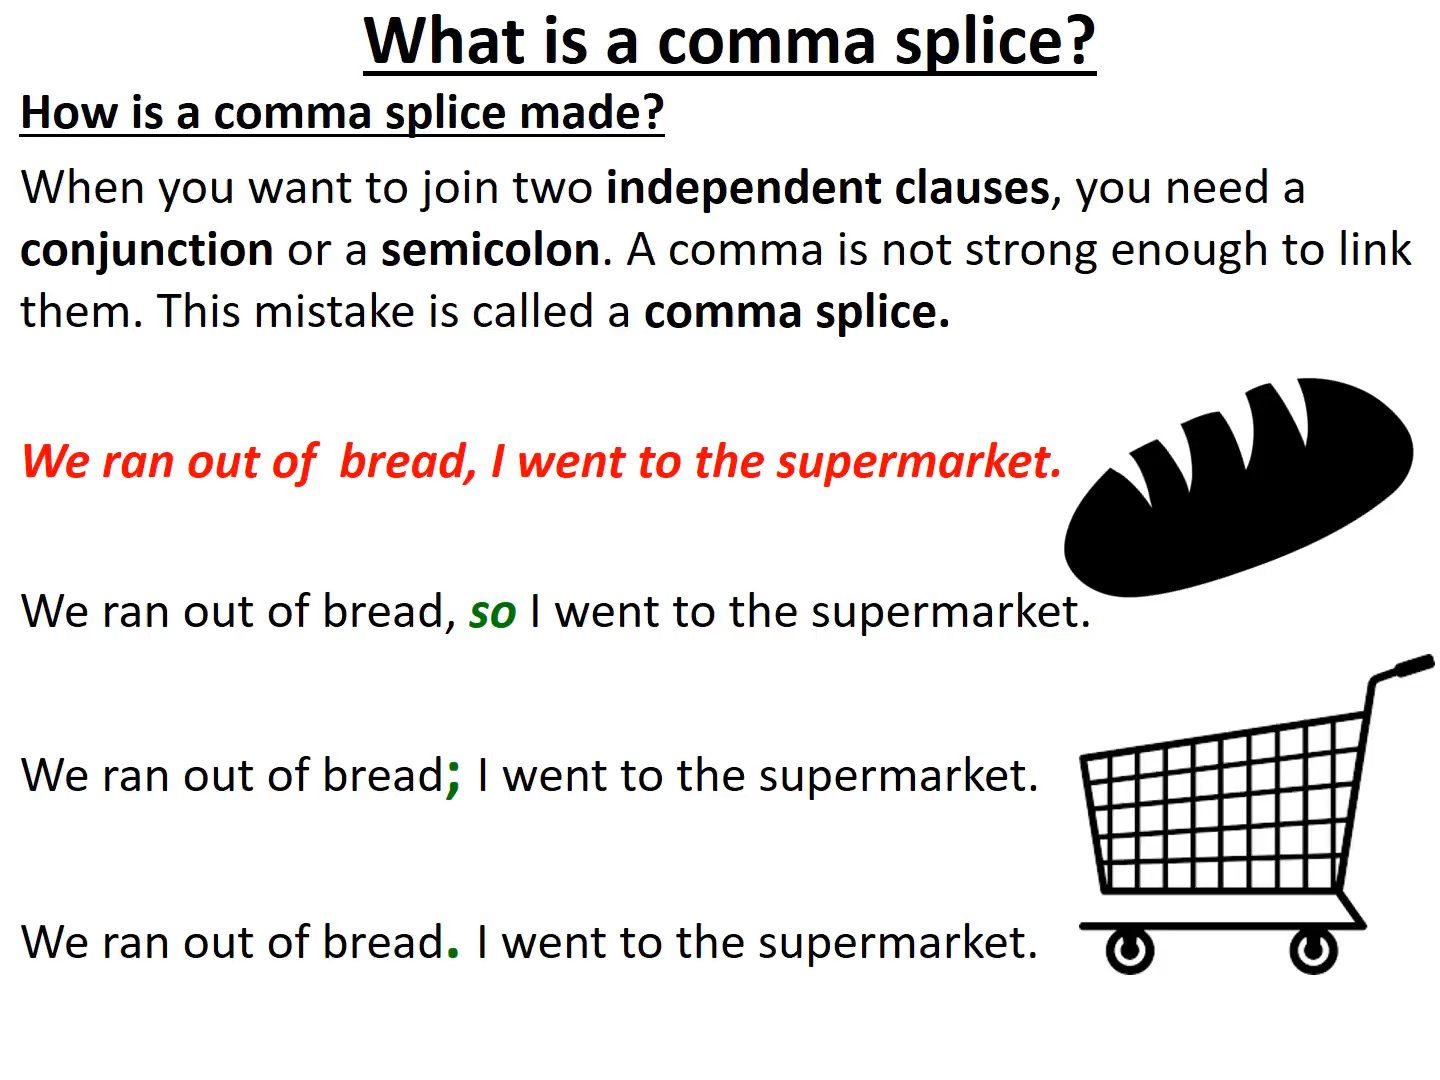 What is a comma splice?
How is a comma splice made?
When you want to join two independent clauses, you need a
conjunction or a semicolon. A comma is not strong enough to link
them. This mistake is called a comma splice.
We ran out of  bread, I went to the supermarket.
We ran out of bread, so I went to the supermarket.
We ran out of bread; I went to the supermarket.
We ran out of bread. I went to the supermarket.